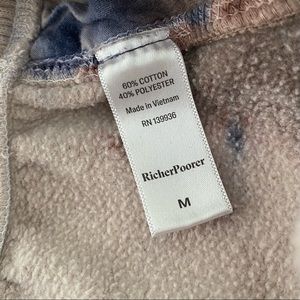 60% COTTON
40% POLYESTER
Made in Vietnam
RN 139936
RicherPoorer
M